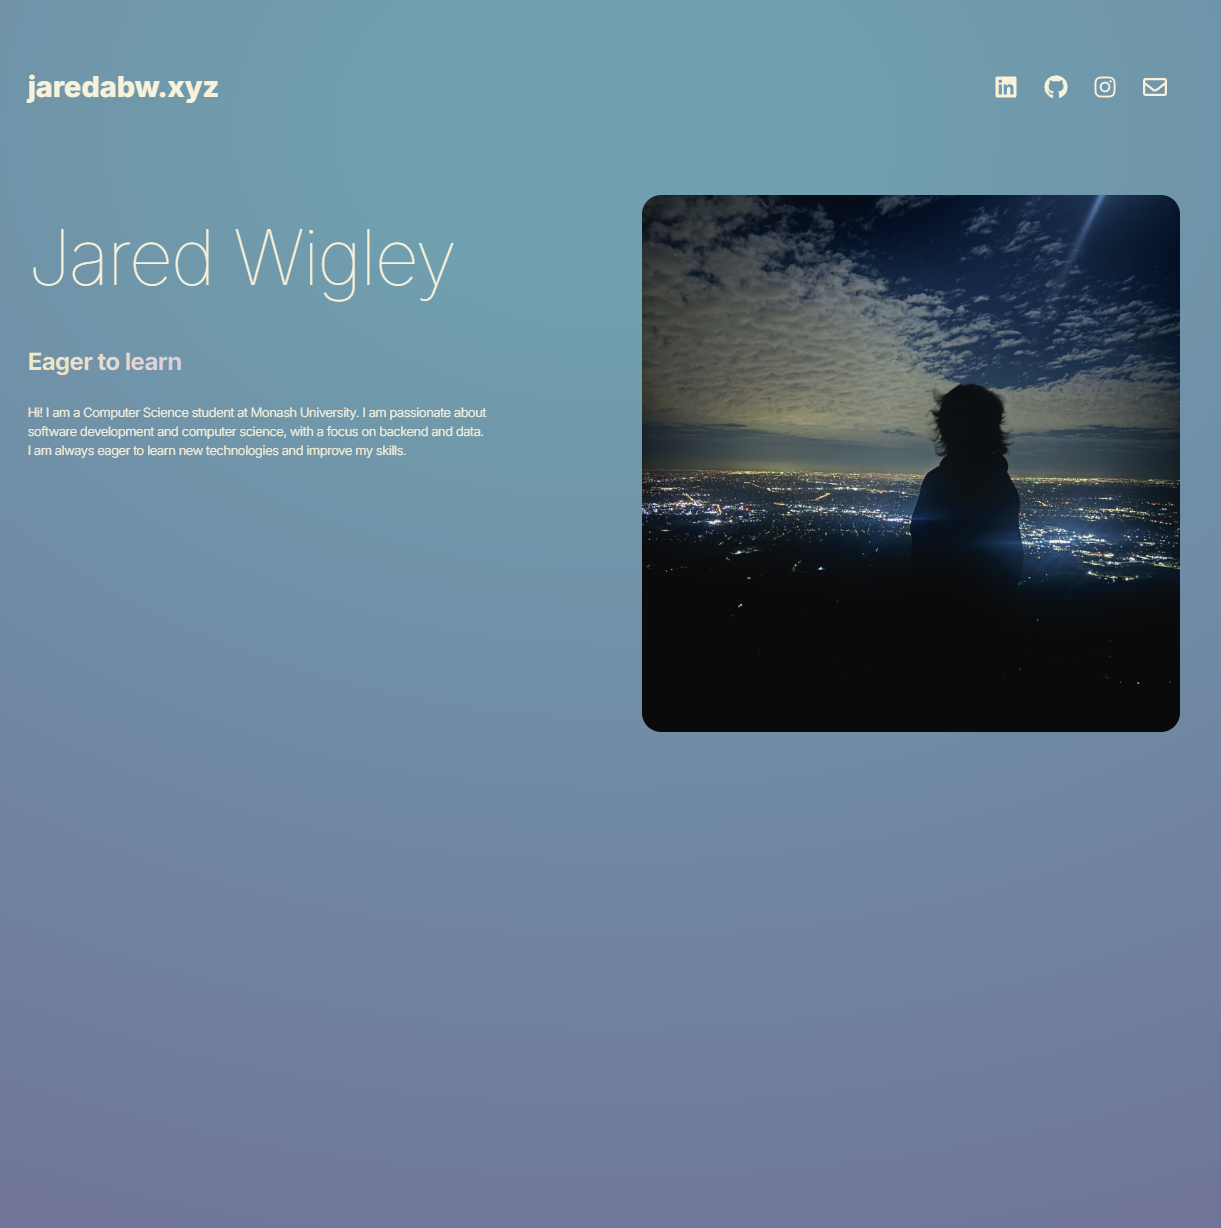 jaredabw.xyz
Jared Wigley
Eager to learn
Hi! I am a Computer Science student at Monash University. I am passionate about
software development and computer science, with a focus on backend and data.
I am always eager to learn new technologies and improve my skills.